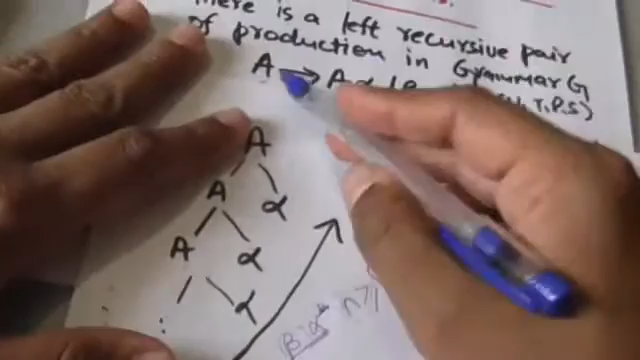 There is a left recursive pair
of production in Grammar G
A → Aα | β (V,T,P,S)
A
A α
A α
α
β α* n≥1